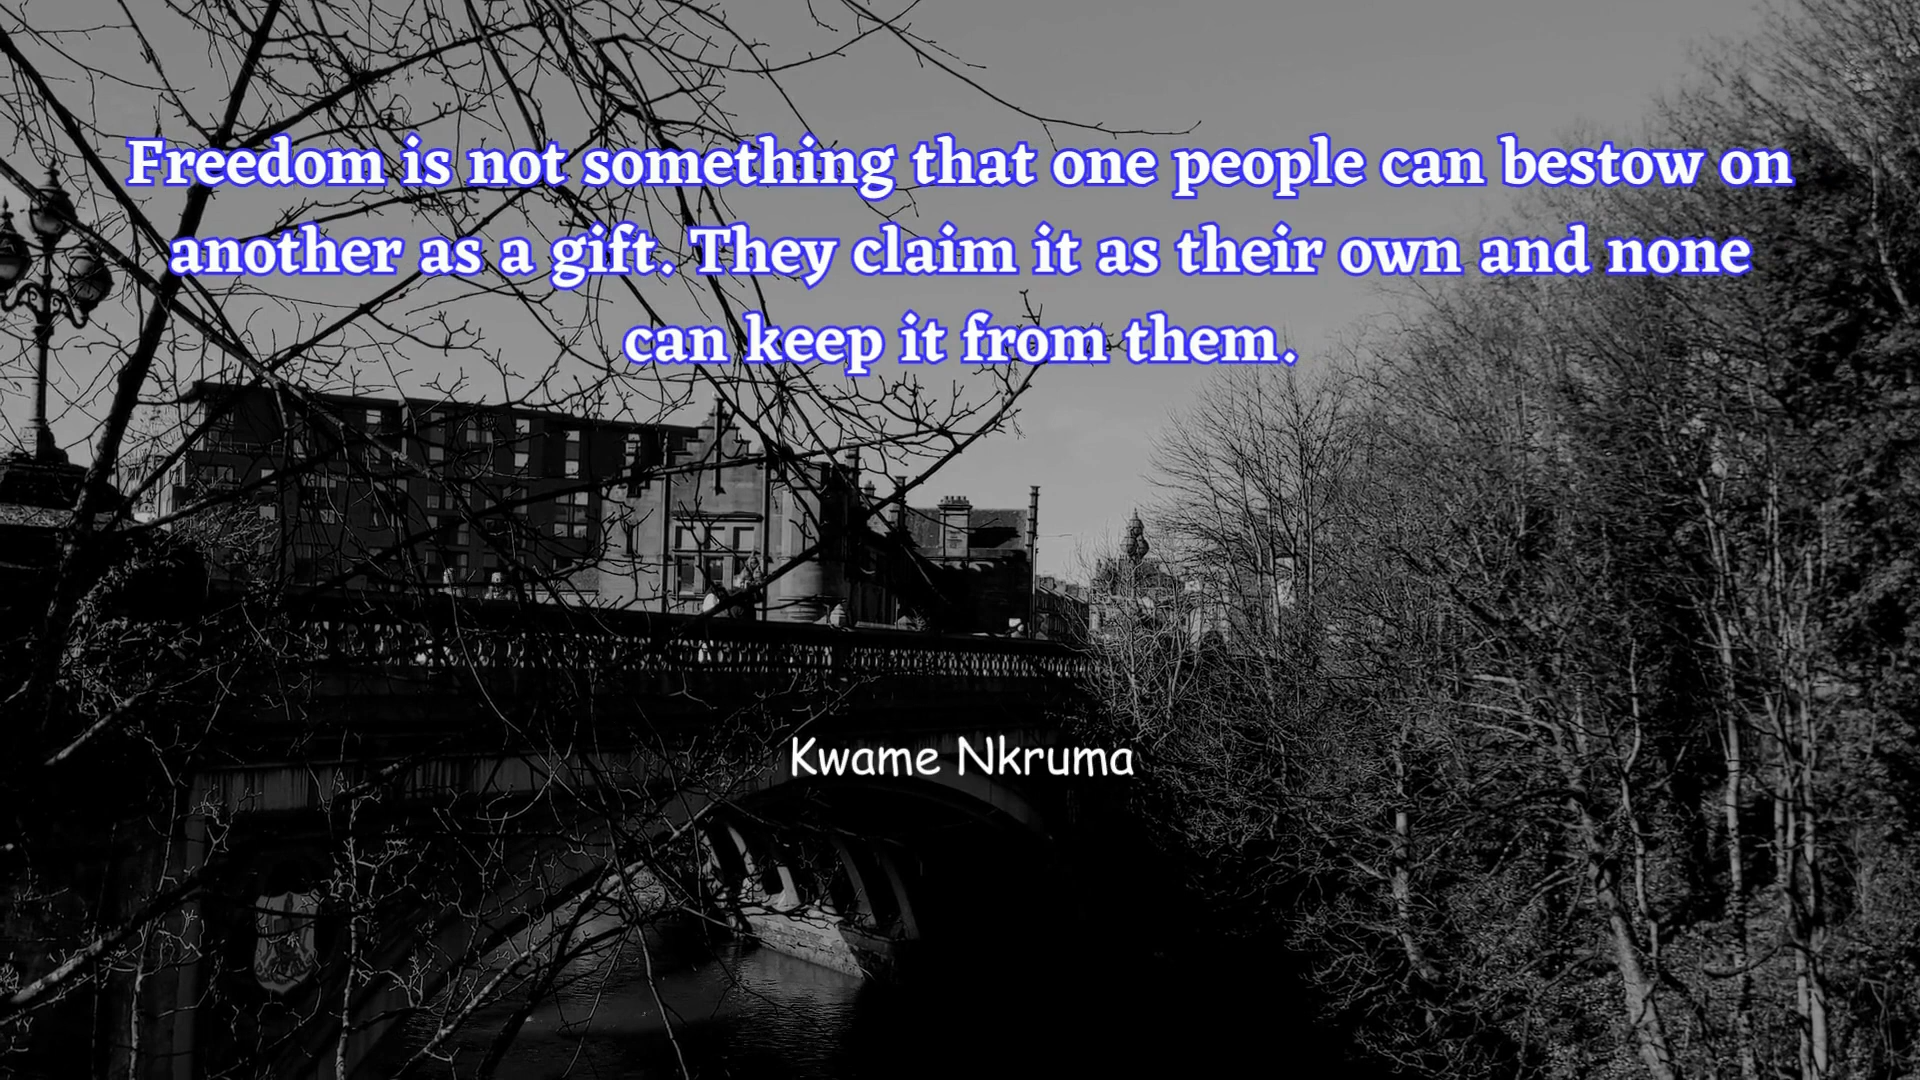 Freedom is not something that one people can bestow on
another as a gift. They claim it as their own and none
can keep it from them.
Kwame Nkruma